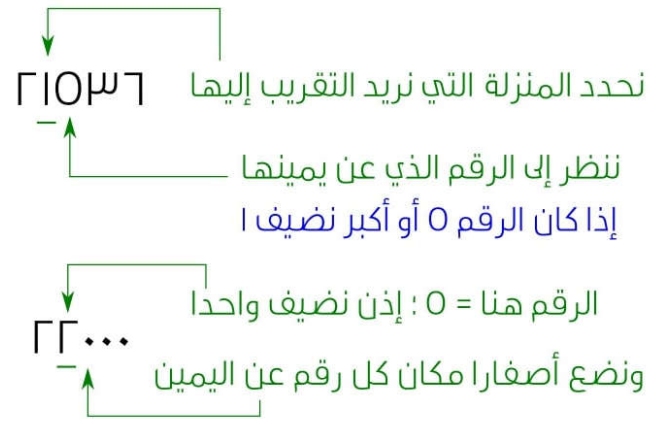 نحدد المنزلة التي نريد التقريب إليها
٢١٥٣٦
ننظر إلى الرقم الذي عن يمينها
إذا كان الرقم ٥ أو أكبر نضيف ١
الرقم هنا = ٥ ؛ إذن نضيف واحدا
٢٢٠٠٠
ونضع أصفارا مكان كل رقم عن اليمين